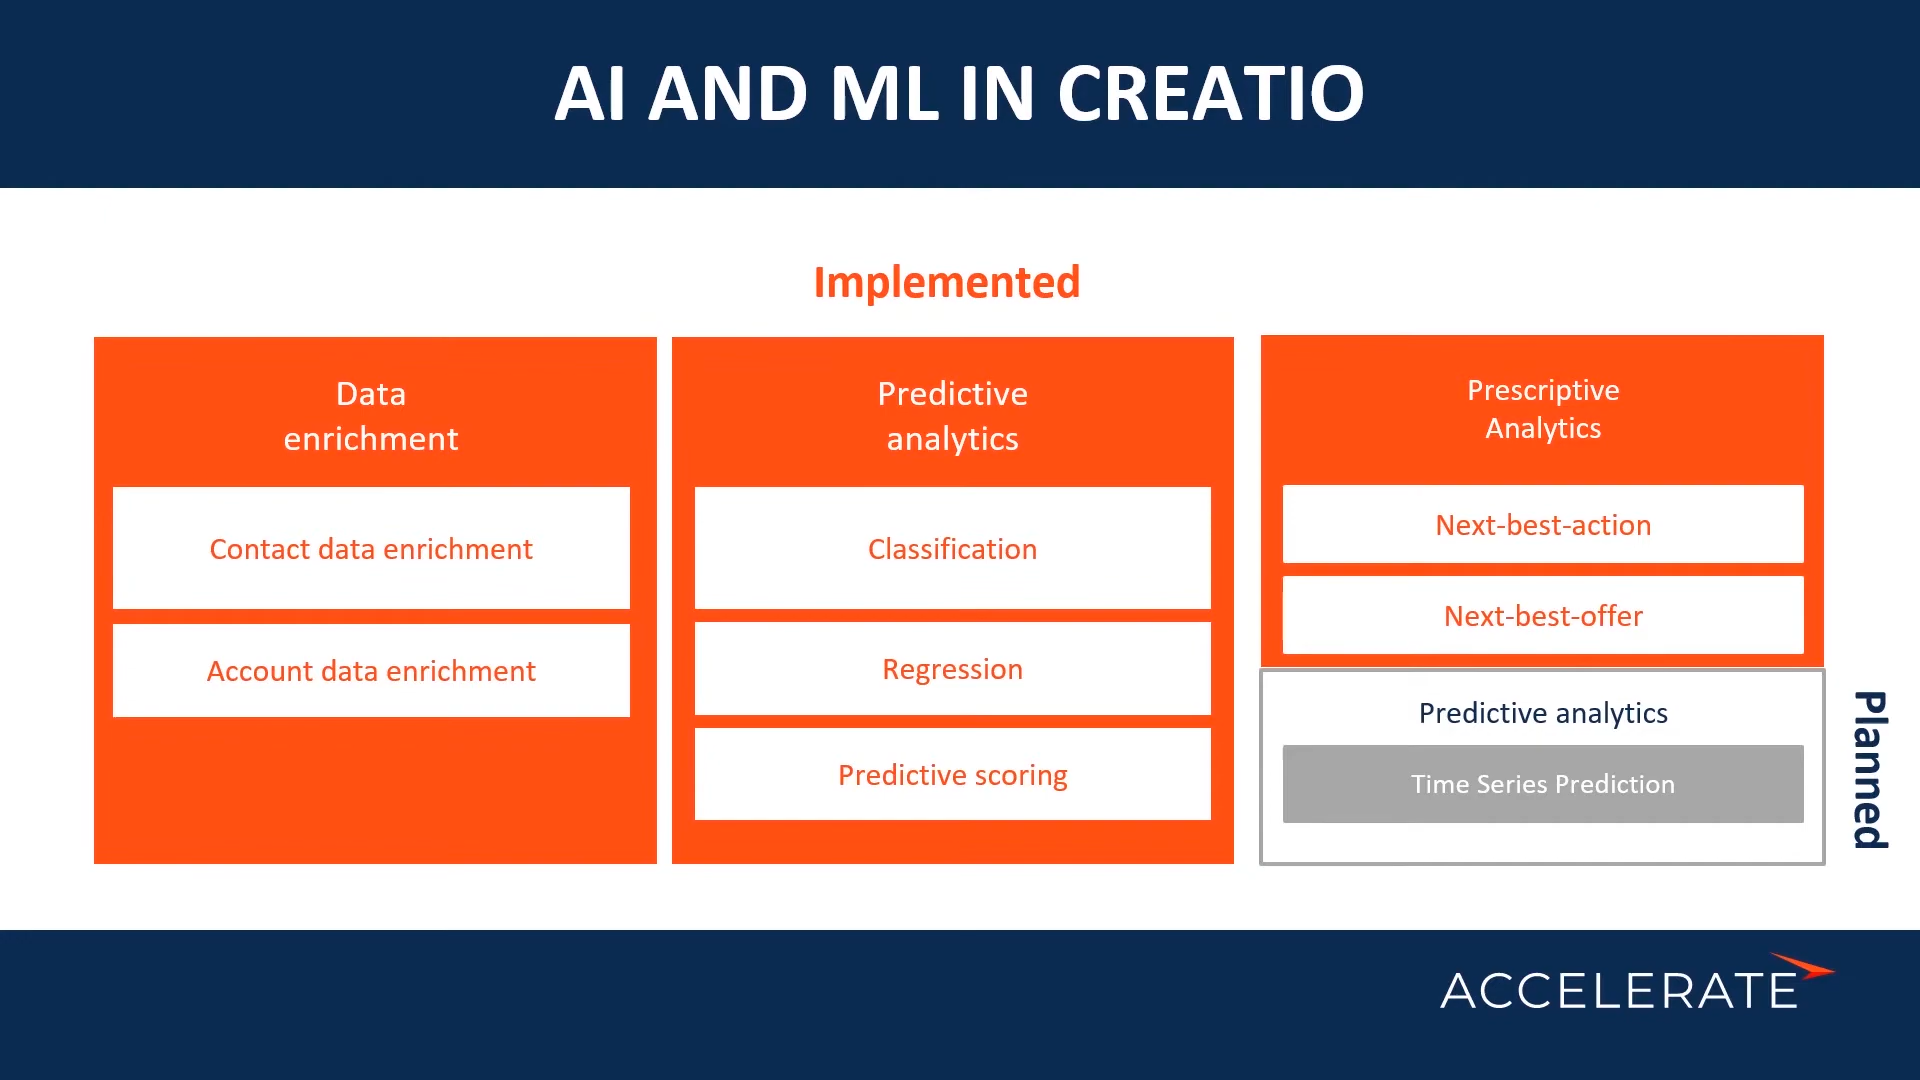 AI AND ML IN CREATIO
Implemented
Data
enrichment
Contact data enrichment
Account data enrichment
Predictive
analytics
Classification
Regression
Predictive scoring
Prescriptive
Analytics
Next-best-action
Next-best-offer
Predictive analytics
Time Series Prediction
Planned
ACCELERATE